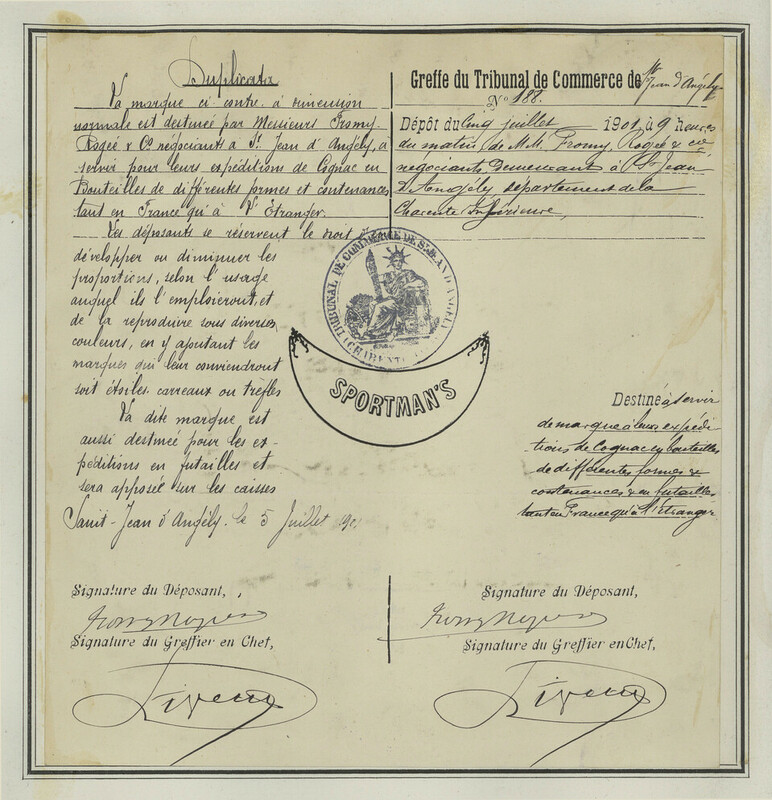 Duplicata
La marque ci contre à dimension
normale est destinée par Messieurs Fromy
Rogée & Co négociants à St Jean d'Angély, à
servir pour leurs expéditions de Cognac en
Bouteilles de différentes formes et contenances
tant en France qu'à l'Etranger.
Les déposants se réservent le droit de
développer ou diminuer les
proportions, selon l'usage
auquel ils l'emploieront, et
de la reproduire sous diverses
couleurs, en y ajoutant les
marques qui leur conviendront
soit étoiles, carreaux ou trèfles
La dite marque est
aussi destinée pour les ex-
péditions en futailles et
sera apposée sur les caisses
Saint-Jean d'Angély, le 5 Juillet 1901
Greffe du Tribunal de Commerce de St Jean d'Angély
No 188.
Dépôt du Cinq juillet 1901 à 9 heures
du matin, de MM. Fromy, Rogée & Cie,
négociants, demeurant à St Jean
d'Angély, département de la
Charente Inférieure,
TRIBUNAL DE COMMERCE DE ST JEAN D'ANGÉLY
(CHARENTE
SPORTMAN'S
Destiné à servir
de marque à leurs expédi
tions de Cognac en bouteilles
de différentes formes &
contenances & en futailles
tant en France qu'à l'Etranger
Signature du Déposant,
Signature du Greffier en Chef,
Signature du Déposant,
Signature du Greffier en Chef,